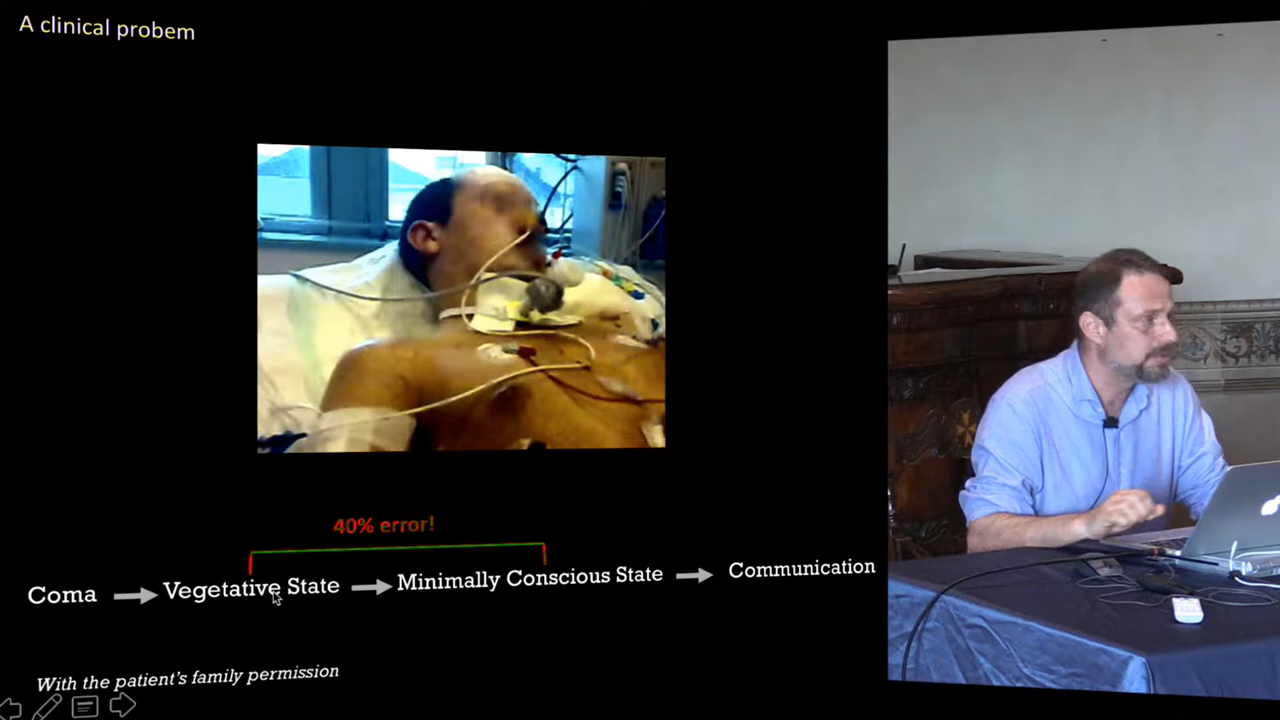 A clinical probem
40% error!
Coma → Vegetative State → Minimally Conscious State → Communication
With the patient's family permission